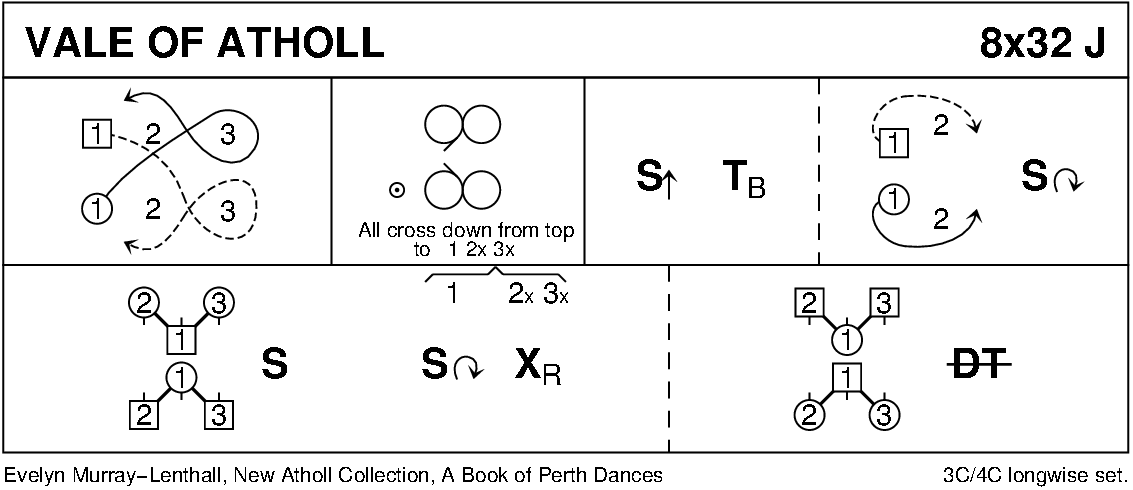 VALE OF ATHOLL 8x32 J
1 2 3
1 2 3
All cross down from top
to 1 2x 3x
S TB
1 2
1 2
S
1 2x 3x
2 3
1
1
2 3
S
S XR
2 3
1
1
2 3
DT
Evelyn Murray–Lenthall, New Atholl Collection, A Book of Perth Dances
3C/4C longwise set.